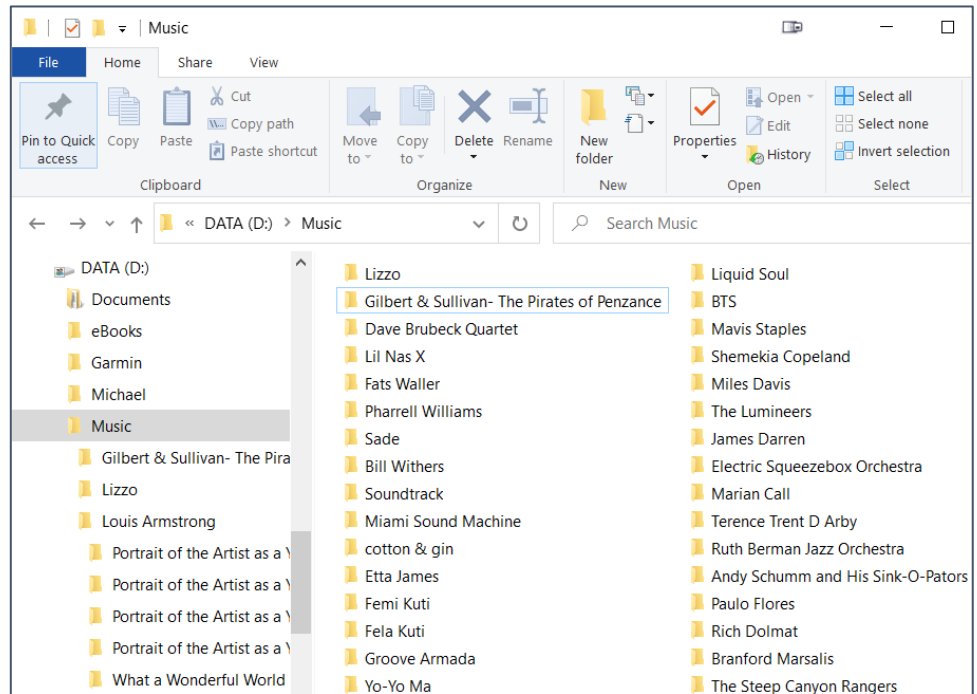 Music
File Home Share View
Pin to Quick access
Copy
Paste
Cut
Copy path
Paste shortcut
Clipboard
Move to
Copy to
Delete
Rename
Organize
New folder
New
Properties
Open
Edit
History
Open
Select all
Select none
Invert selection
Select
« DATA (D:) > Music
Search Music
DATA (D:)
Documents
eBooks
Garmin
Michael
Music
Gilbert & Sullivan- The Pira
Lizzo
Louis Armstrong
Portrait of the Artist as a
Portrait of the Artist as a
Portrait of the Artist as a
Portrait of the Artist as a
What a Wonderful World
Lizzo
Gilbert & Sullivan- The Pirates of Penzance
Dave Brubeck Quartet
Lil Nas X
Fats Waller
Pharrell Williams
Sade
Bill Withers
Soundtrack
Miami Sound Machine
cotton & gin
Etta James
Femi Kuti
Fela Kuti
Groove Armada
Yo-Yo Ma
Liquid Soul
BTS
Mavis Staples
Shemekia Copeland
Miles Davis
The Lumineers
James Darren
Electric Squeezebox Orchestra
Marian Call
Terence Trent D Arby
Ruth Berman Jazz Orchestra
Andy Schumm and His Sink-O-Pators
Paulo Flores
Rich Dolmat
Branford Marsalis
The Steep Canyon Rangers